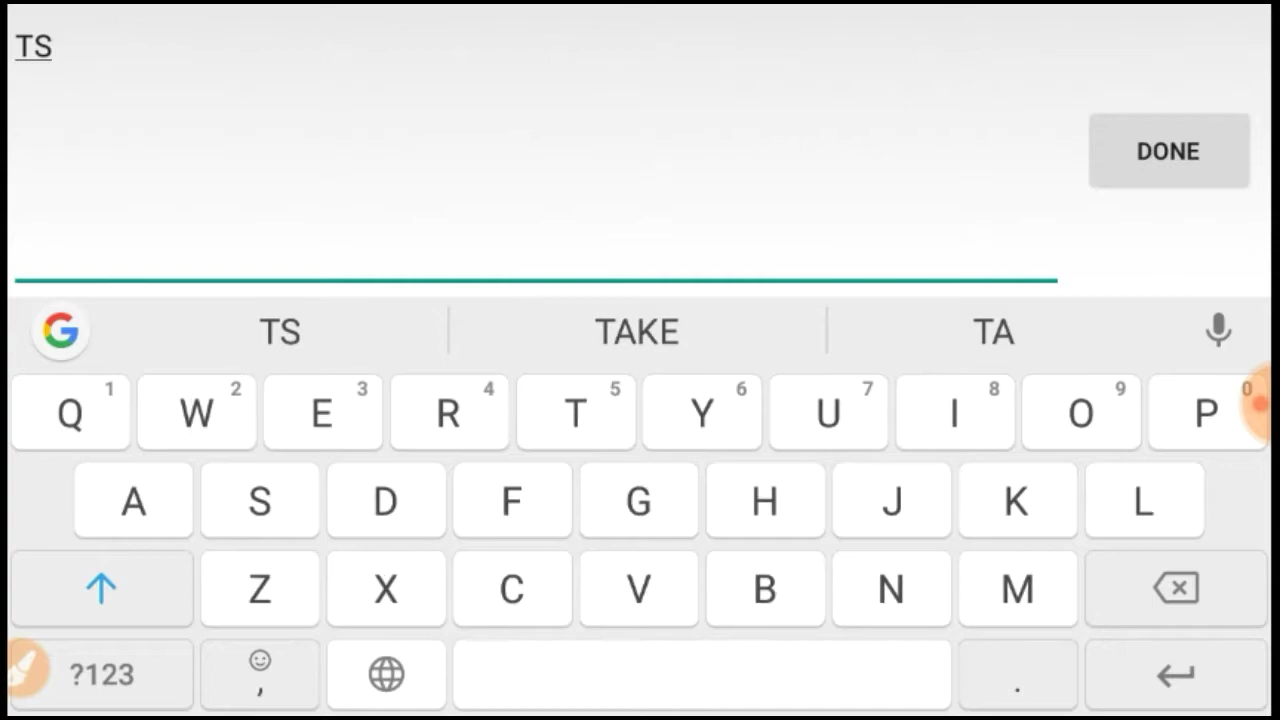 TS
DONE
TS TAKE TA
Q 1 W 2 E 3 R 4 T 5 Y 6 U 7 I 8 O 9 P 0
A S D F G H J K L
Z X C V B N M
?123 , .